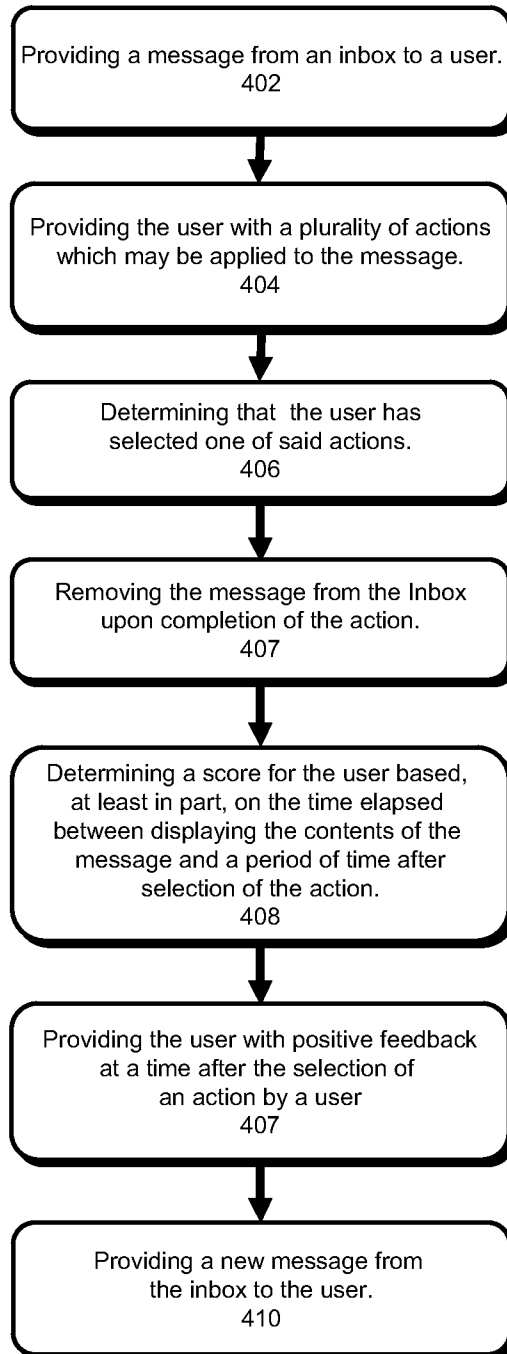 Providing a message from an inbox to a user.
402
Providing the user with a plurality of actions
which may be applied to the message.
404
Determining that the user has
selected one of said actions.
406
Removing the message from the Inbox
upon completion of the action.
407
Determining a score for the user based,
at least in part, on the time elapsed
between displaying the contents of the
message and a period of time after
selection of the action.
408
Providing the user with positive feedback
at a time after the selection of
an action by a user
407
Providing a new message from
the inbox to the user.
410